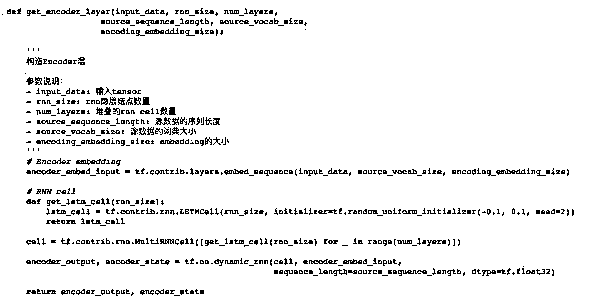 def get_encoder_layer(input_data, rnn_size, num_layers,
source_sequence_length, source_vocab_size,
encoding_embedding_size):
'''
构造Encoder层
参数说明:
- input_data: 输入tensor
- rnn_size: rnn隐层结点数量
- num_layers: 堆叠的rnn cell数量
- source_sequence_length: 源数据的序列长度
- source_vocab_size: 源数据的词典大小
- encoding_embedding_size: embedding的大小
'''
# Encoder embedding
encoder_embed_input = tf.contrib.layers.embed_sequence(input_data, source_vocab_size, encoding_embedding_size)
# RNN cell
def get_lstm_cell(rnn_size):
lstm_cell = tf.contrib.rnn.LSTMCell(rnn_size, initializer=tf.random_uniform_initializer(-0.1, 0.1, seed=2))
return lstm_cell
cell = tf.contrib.rnn.MultiRNNCell([get_lstm_cell(rnn_size) for _ in range(num_layers)])
encoder_output, encoder_state = tf.nn.dynamic_rnn(cell, encoder_embed_input,
sequence_length=source_sequence_length, dtype=tf.float32)
return encoder_output, encoder_state